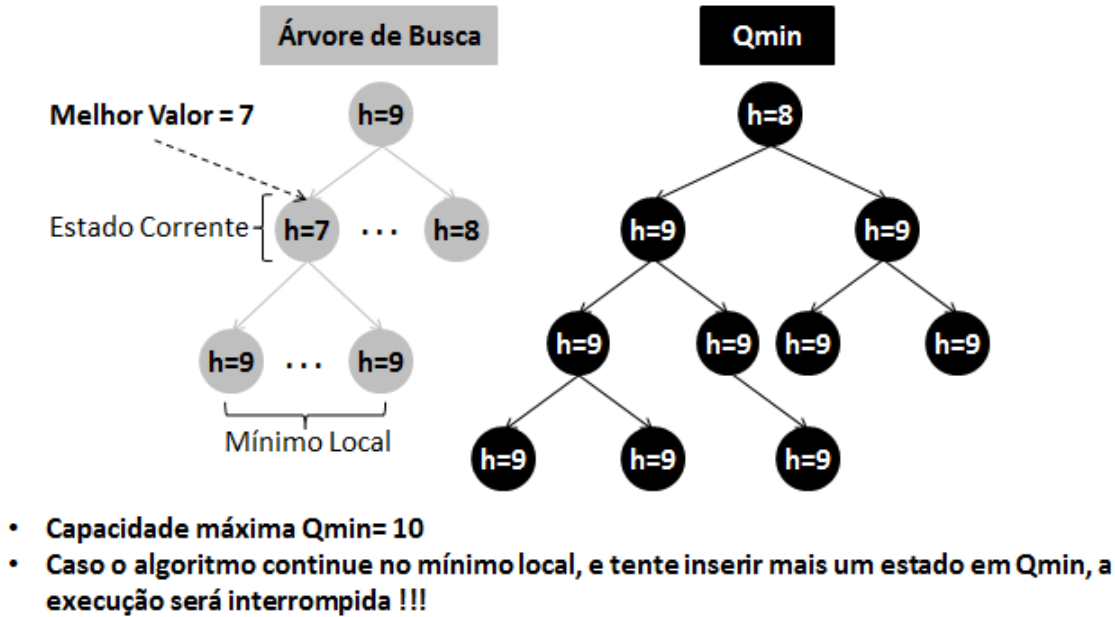 Árvore de Busca
Qmin
Melhor Valor = 7
h=9
h=8
Estado Corrente
h=7 ... h=8
h=9
h=9
h=9 ... h=9
h=9
h=9
h=9
h=9
Mínimo Local
h=9
h=9
h=9
• Capacidade máxima Qmin= 10
• Caso o algoritmo continue no mínimo local, e tente inserir mais um estado em Qmin, a
execução será interrompida !!!